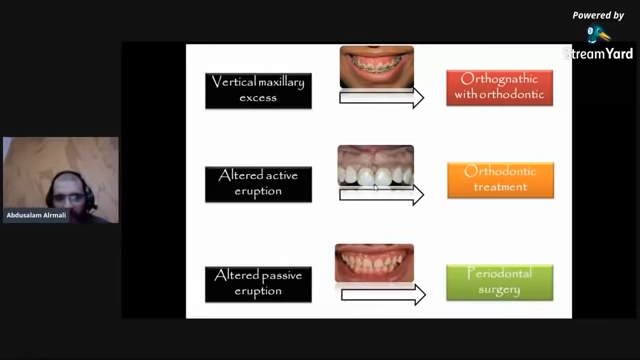 Powered by
StreamYard
Vertical maxillary
excess
Orthognathic
with orthodontic
Altered active
eruption
Orthodontic
treatment
Abdusalam Alrmali
Altered passive
eruption
Periodontal
surgery